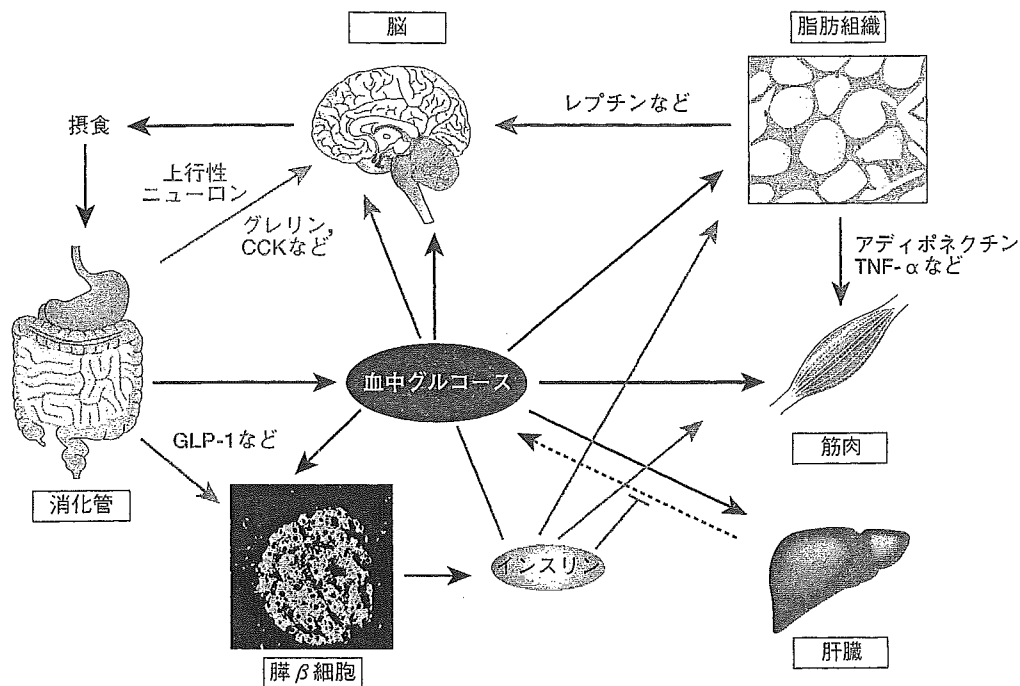 脳
脂肪組織
レプチンなど
摂食
上行性
ニューロン
グレリン,
CCKなど
アディポネクチン
TNF-αなど
血中グルコース
筋肉
GLP-1など
消化管
インスリン
肝臓
膵β細胞